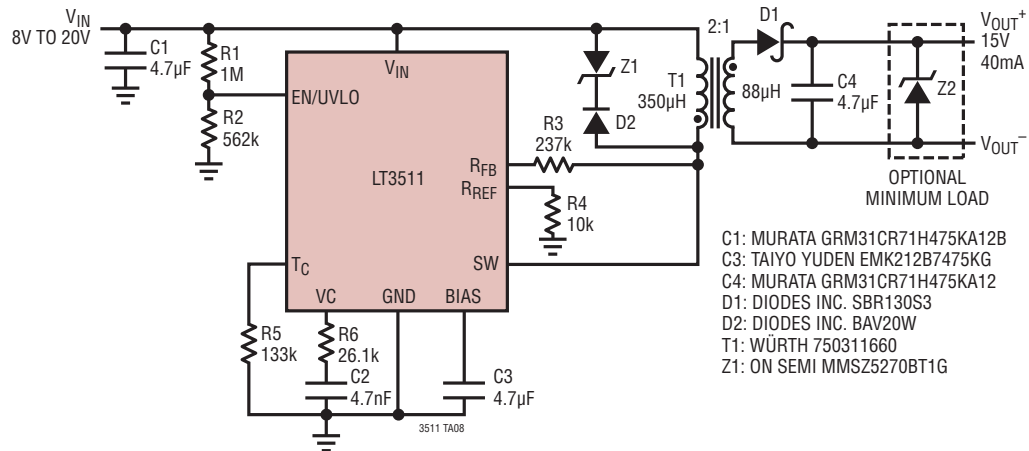 V_IN
8V TO 20V
C1
4.7µF
R1
1M
R2
562k
V_IN
EN/UVLO
LT3511
R_FB
R_REF
SW
T_C
VC
GND
BIAS
Z1
D2
R3
237k
R4
10k
T1
350µH
2:1
88µH
D1
C4
4.7µF
Z2
V_OUT+
15V
40mA
V_OUT–
OPTIONAL
MINIMUM LOAD
R5
133k
R6
26.1k
C2
4.7nF
C3
4.7µF
3511 TA08
C1: MURATA GRM31CR71H475KA12B
C3: TAIYO YUDEN EMK212B7475KG
C4: MURATA GRM31CR71H475KA12
D1: DIODES INC. SBR130S3
D2: DIODES INC. BAV20W
T1: WÜRTH 750311660
Z1: ON SEMI MMSZ5270BT1G